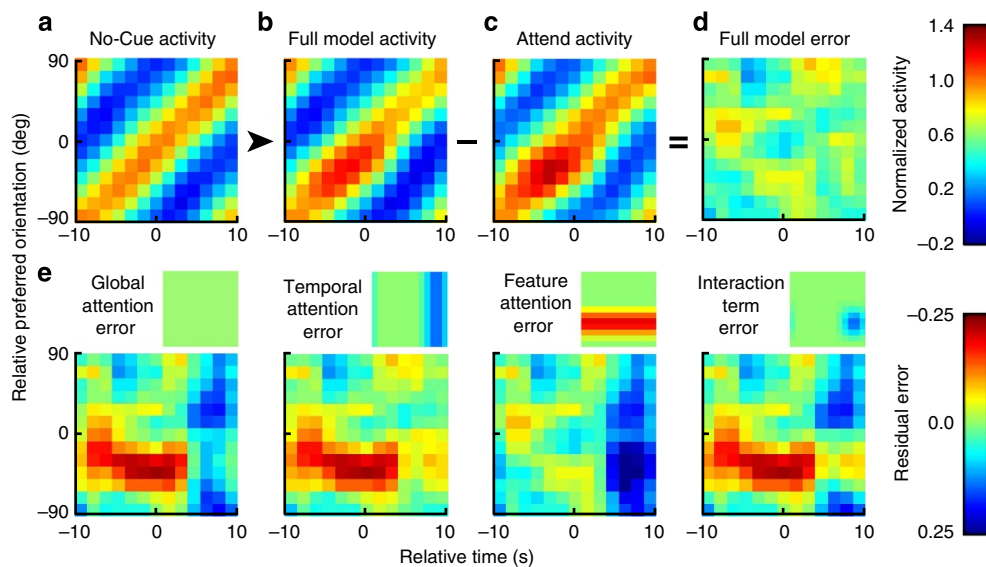 a b c d
No-Cue activity Full model activity Attend activity Full model error
Relative preferred orientation (deg)
90
0
−90
➤ − =
−10 0 10 −10 0 10 −10 0 10 −10 0 10
Normalized activity
1.4
1.0
0.6
0.2
−0.2
e
Global
attention
error
Temporal
attention
error
Feature
attention
error
Interaction
term
error
90
0
−90
−10 0 10 −10 0 10 −10 0 10 −10 0 10
Relative time (s)
Residual error
−0.25
0.0
0.25